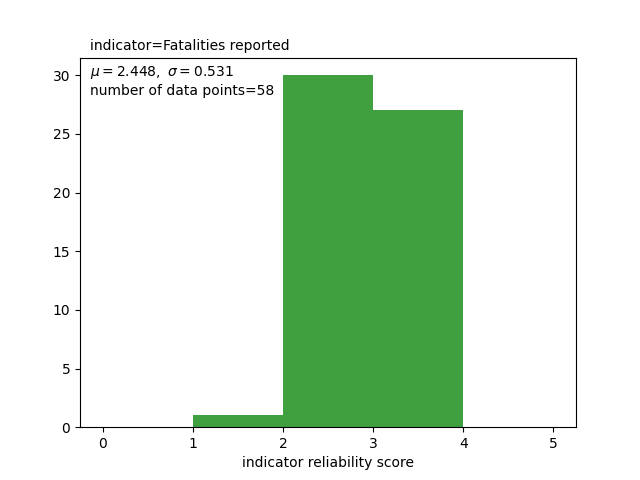 indicator=Fatalities reported
μ = 2.448, σ = 0.531
number of data points=58
30
25
20
15
10
5
0
0 1 2 3 4 5
indicator reliability score